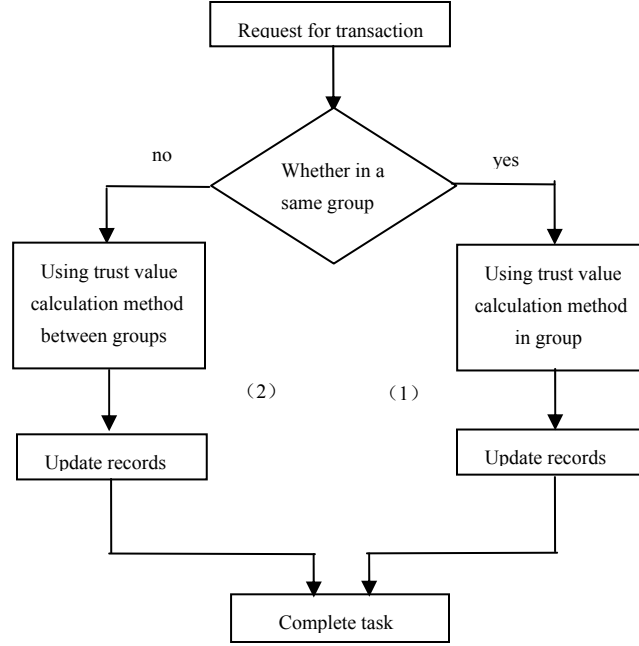 Request for transaction
no
yes
Whether in a
same group
Using trust value
calculation method
between groups
Using trust value
calculation method
in group
（2）
（1）
Update records
Update records
Complete task